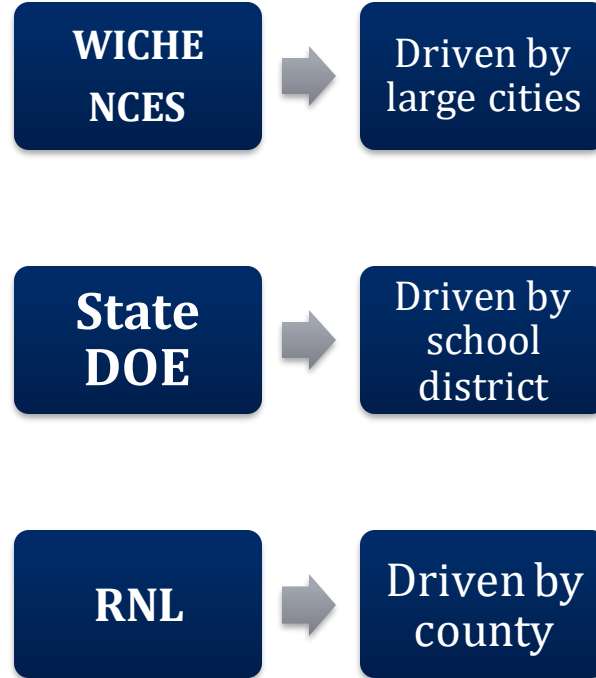 WICHE
NCES
Driven by
large cities
State
DOE
Driven by
school
district
RNL
Driven by
county